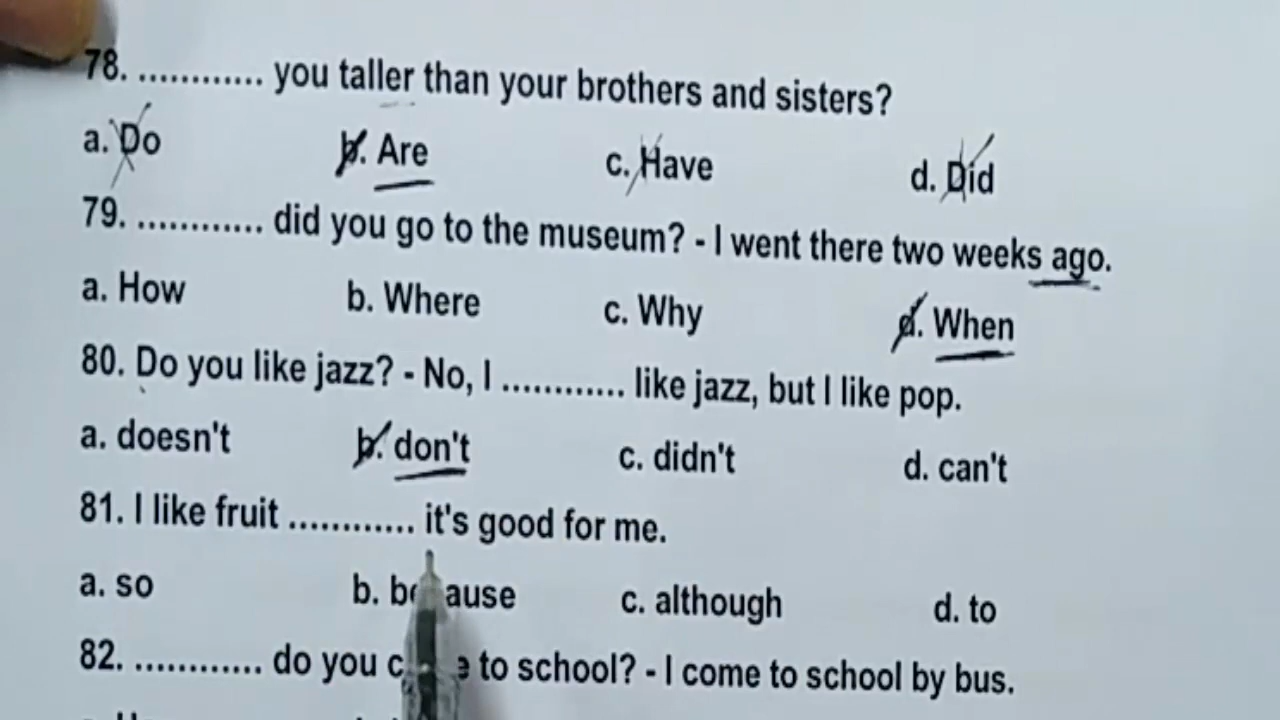 78. ............ you taller than your brothers and sisters?
a. Do b. Are c. Have d. Did
79. ............ did you go to the museum? - I went there two weeks ago.
a. How b. Where c. Why d. When
80. Do you like jazz? - No, I ............ like jazz, but I like pop.
a. doesn't b. don't c. didn't d. can't
81. I like fruit ............ it's good for me.
a. so b. because c. although d. to
82. ............ do you come to school? - I come to school by bus.